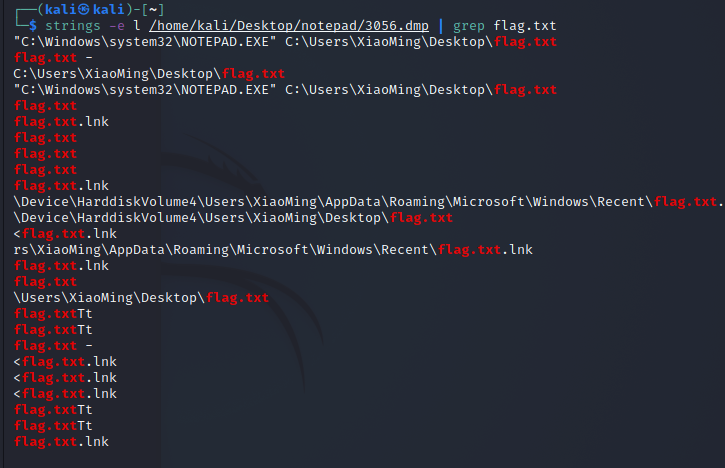 ┌──(kali㉿kali)-[~]
└─$ strings -e l /home/kali/Desktop/notepad/3056.dmp | grep flag.txt
"C:\Windows\system32\NOTEPAD.EXE" C:\Users\XiaoMing\Desktop\flag.txt
flag.txt -
C:\Users\XiaoMing\Desktop\flag.txt
"C:\Windows\system32\NOTEPAD.EXE" C:\Users\XiaoMing\Desktop\flag.txt
flag.txt
flag.txt.lnk
flag.txt
flag.txt
flag.txt
flag.txt.lnk
\Device\HarddiskVolume4\Users\XiaoMing\AppData\Roaming\Microsoft\Windows\Recent\flag.txt.
\Device\HarddiskVolume4\Users\XiaoMing\Desktop\flag.txt
<flag.txt.lnk
rs\XiaoMing\AppData\Roaming\Microsoft\Windows\Recent\flag.txt.lnk
flag.txt.lnk
flag.txt
\Users\XiaoMing\Desktop\flag.txt
flag.txtTt
flag.txtTt
flag.txt -
<flag.txt.lnk
<flag.txt.lnk
<flag.txt.lnk
flag.txtTt
flag.txtTt
flag.txt.lnk